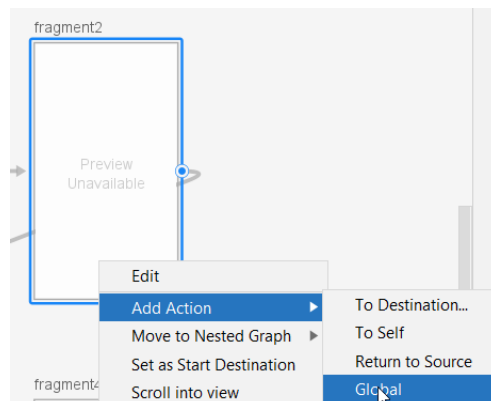 fragment2
Preview
Unavailable
Edit
Add Action
To Destination...
Move to Nested Graph
To Self
Set as Start Destination
Return to Source
fragment4
Scroll into view
Global